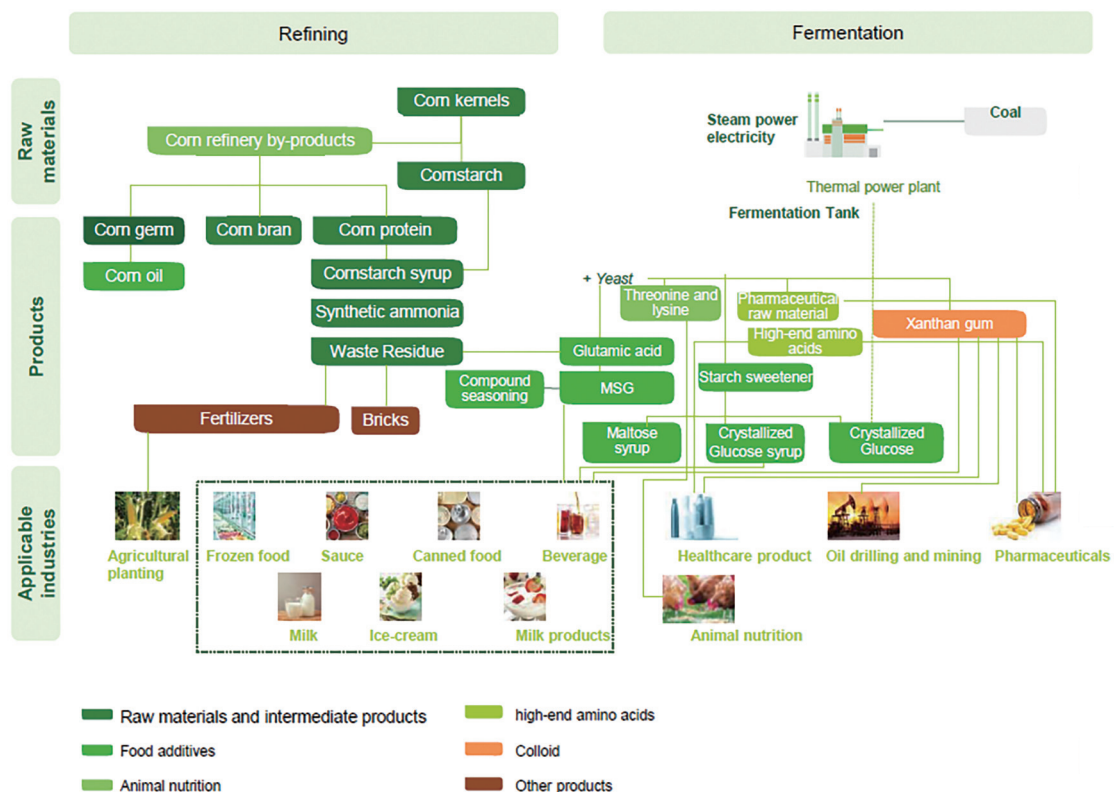 Refining
Fermentation
Raw
materials
Corn kernels
Corn refinery by-products
Cornstarch
Steam power
electricity
Coal
Thermal power plant
Fermentation Tank
Products
Corn germ
Corn bran
Corn protein
Corn oil
Cornstarch syrup
+ Yeast
Threonine and
lysine
Pharmaceutical
raw material
Synthetic ammonia
Xanthan gum
High-end amino
acids
Waste Residue
Glutamic acid
Compound
seasoning
MSG
Starch sweetener
Fertilizers
Bricks
Maltose
syrup
Crystallized
Glucose syrup
Crystallized
Glucose
Applicable
industries
Agricultural
planting
Frozen food
Sauce
Canned food
Beverage
Healthcare product
Oil drilling and mining
Pharmaceuticals
Milk
Ice-cream
Milk products
Animal nutrition
Raw materials and intermediate products
high-end amino acids
Food additives
Colloid
Animal nutrition
Other products